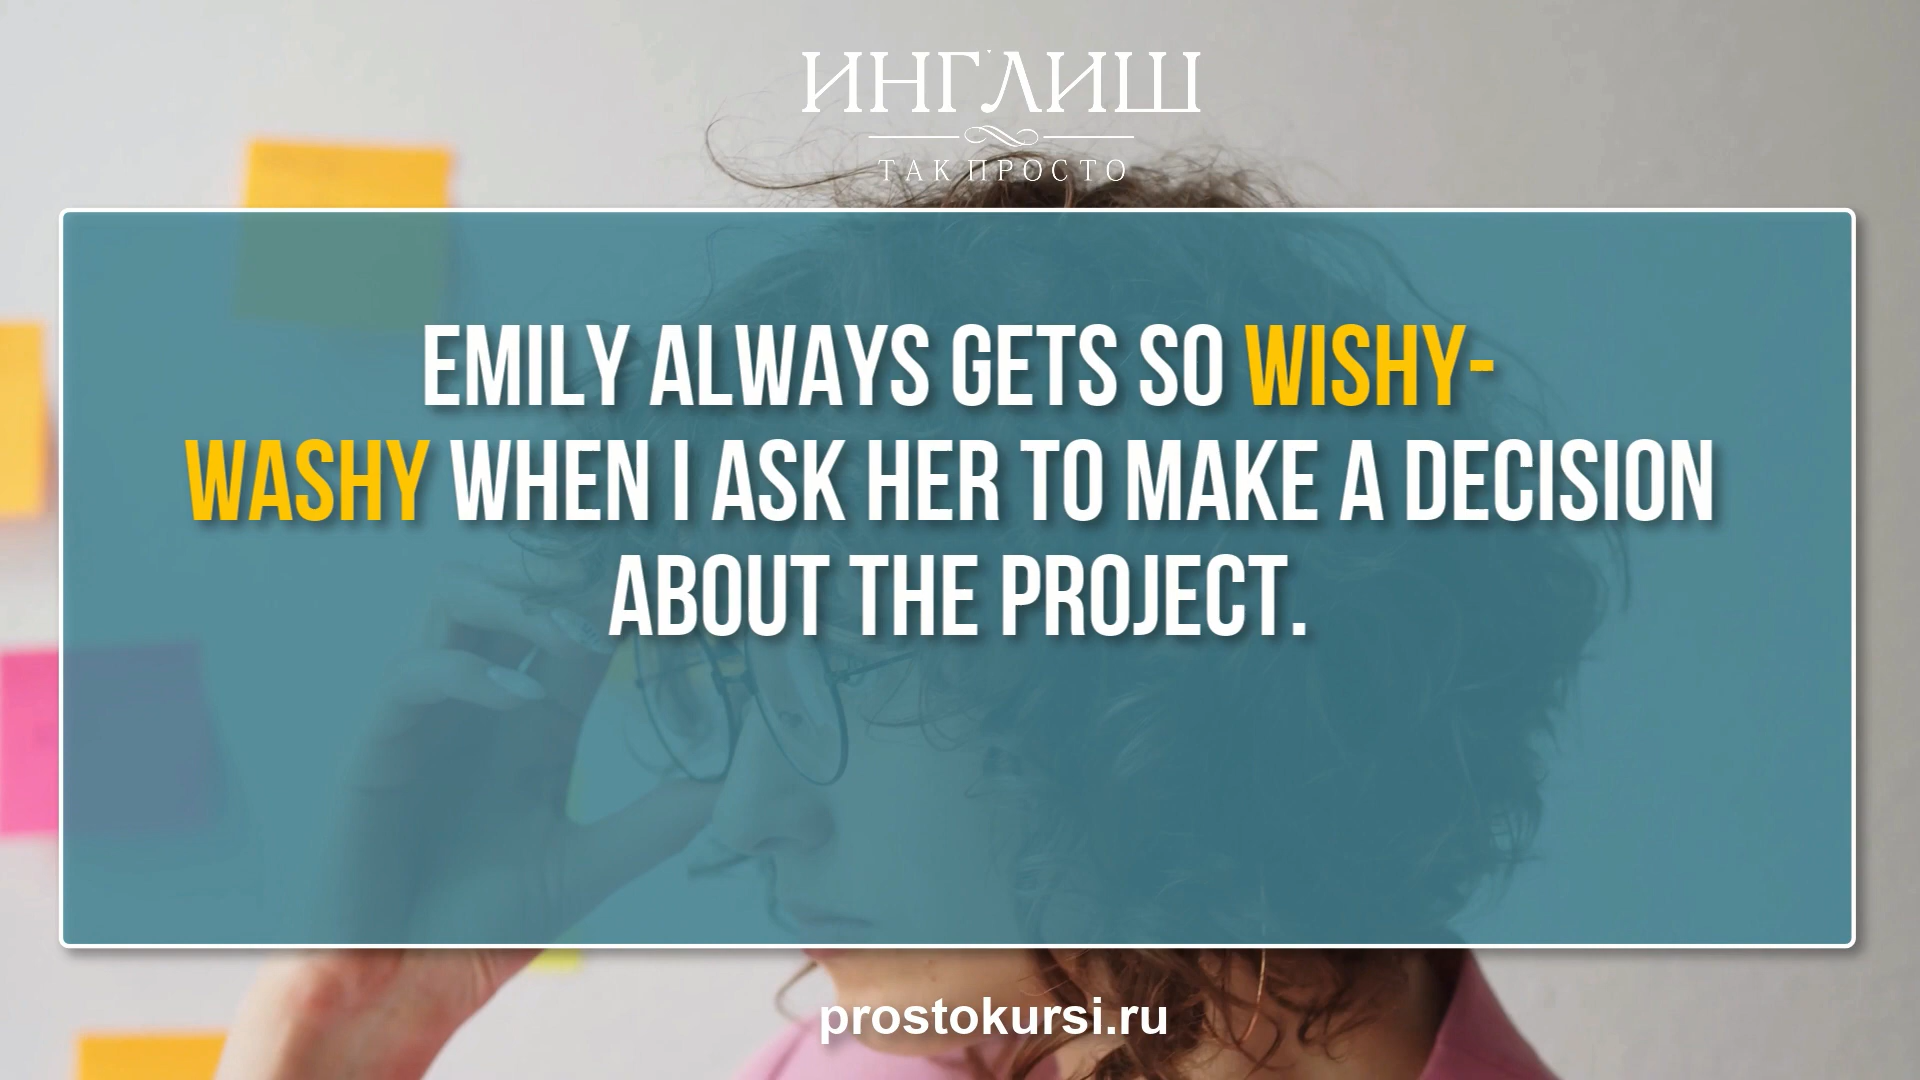 ИНГЛИШ
ТАК ПРОСТО
EMILY ALWAYS GETS SO WISHY-
WASHY WHEN I ASK HER TO MAKE A DECISION
ABOUT THE PROJECT.
prostokursi.ru